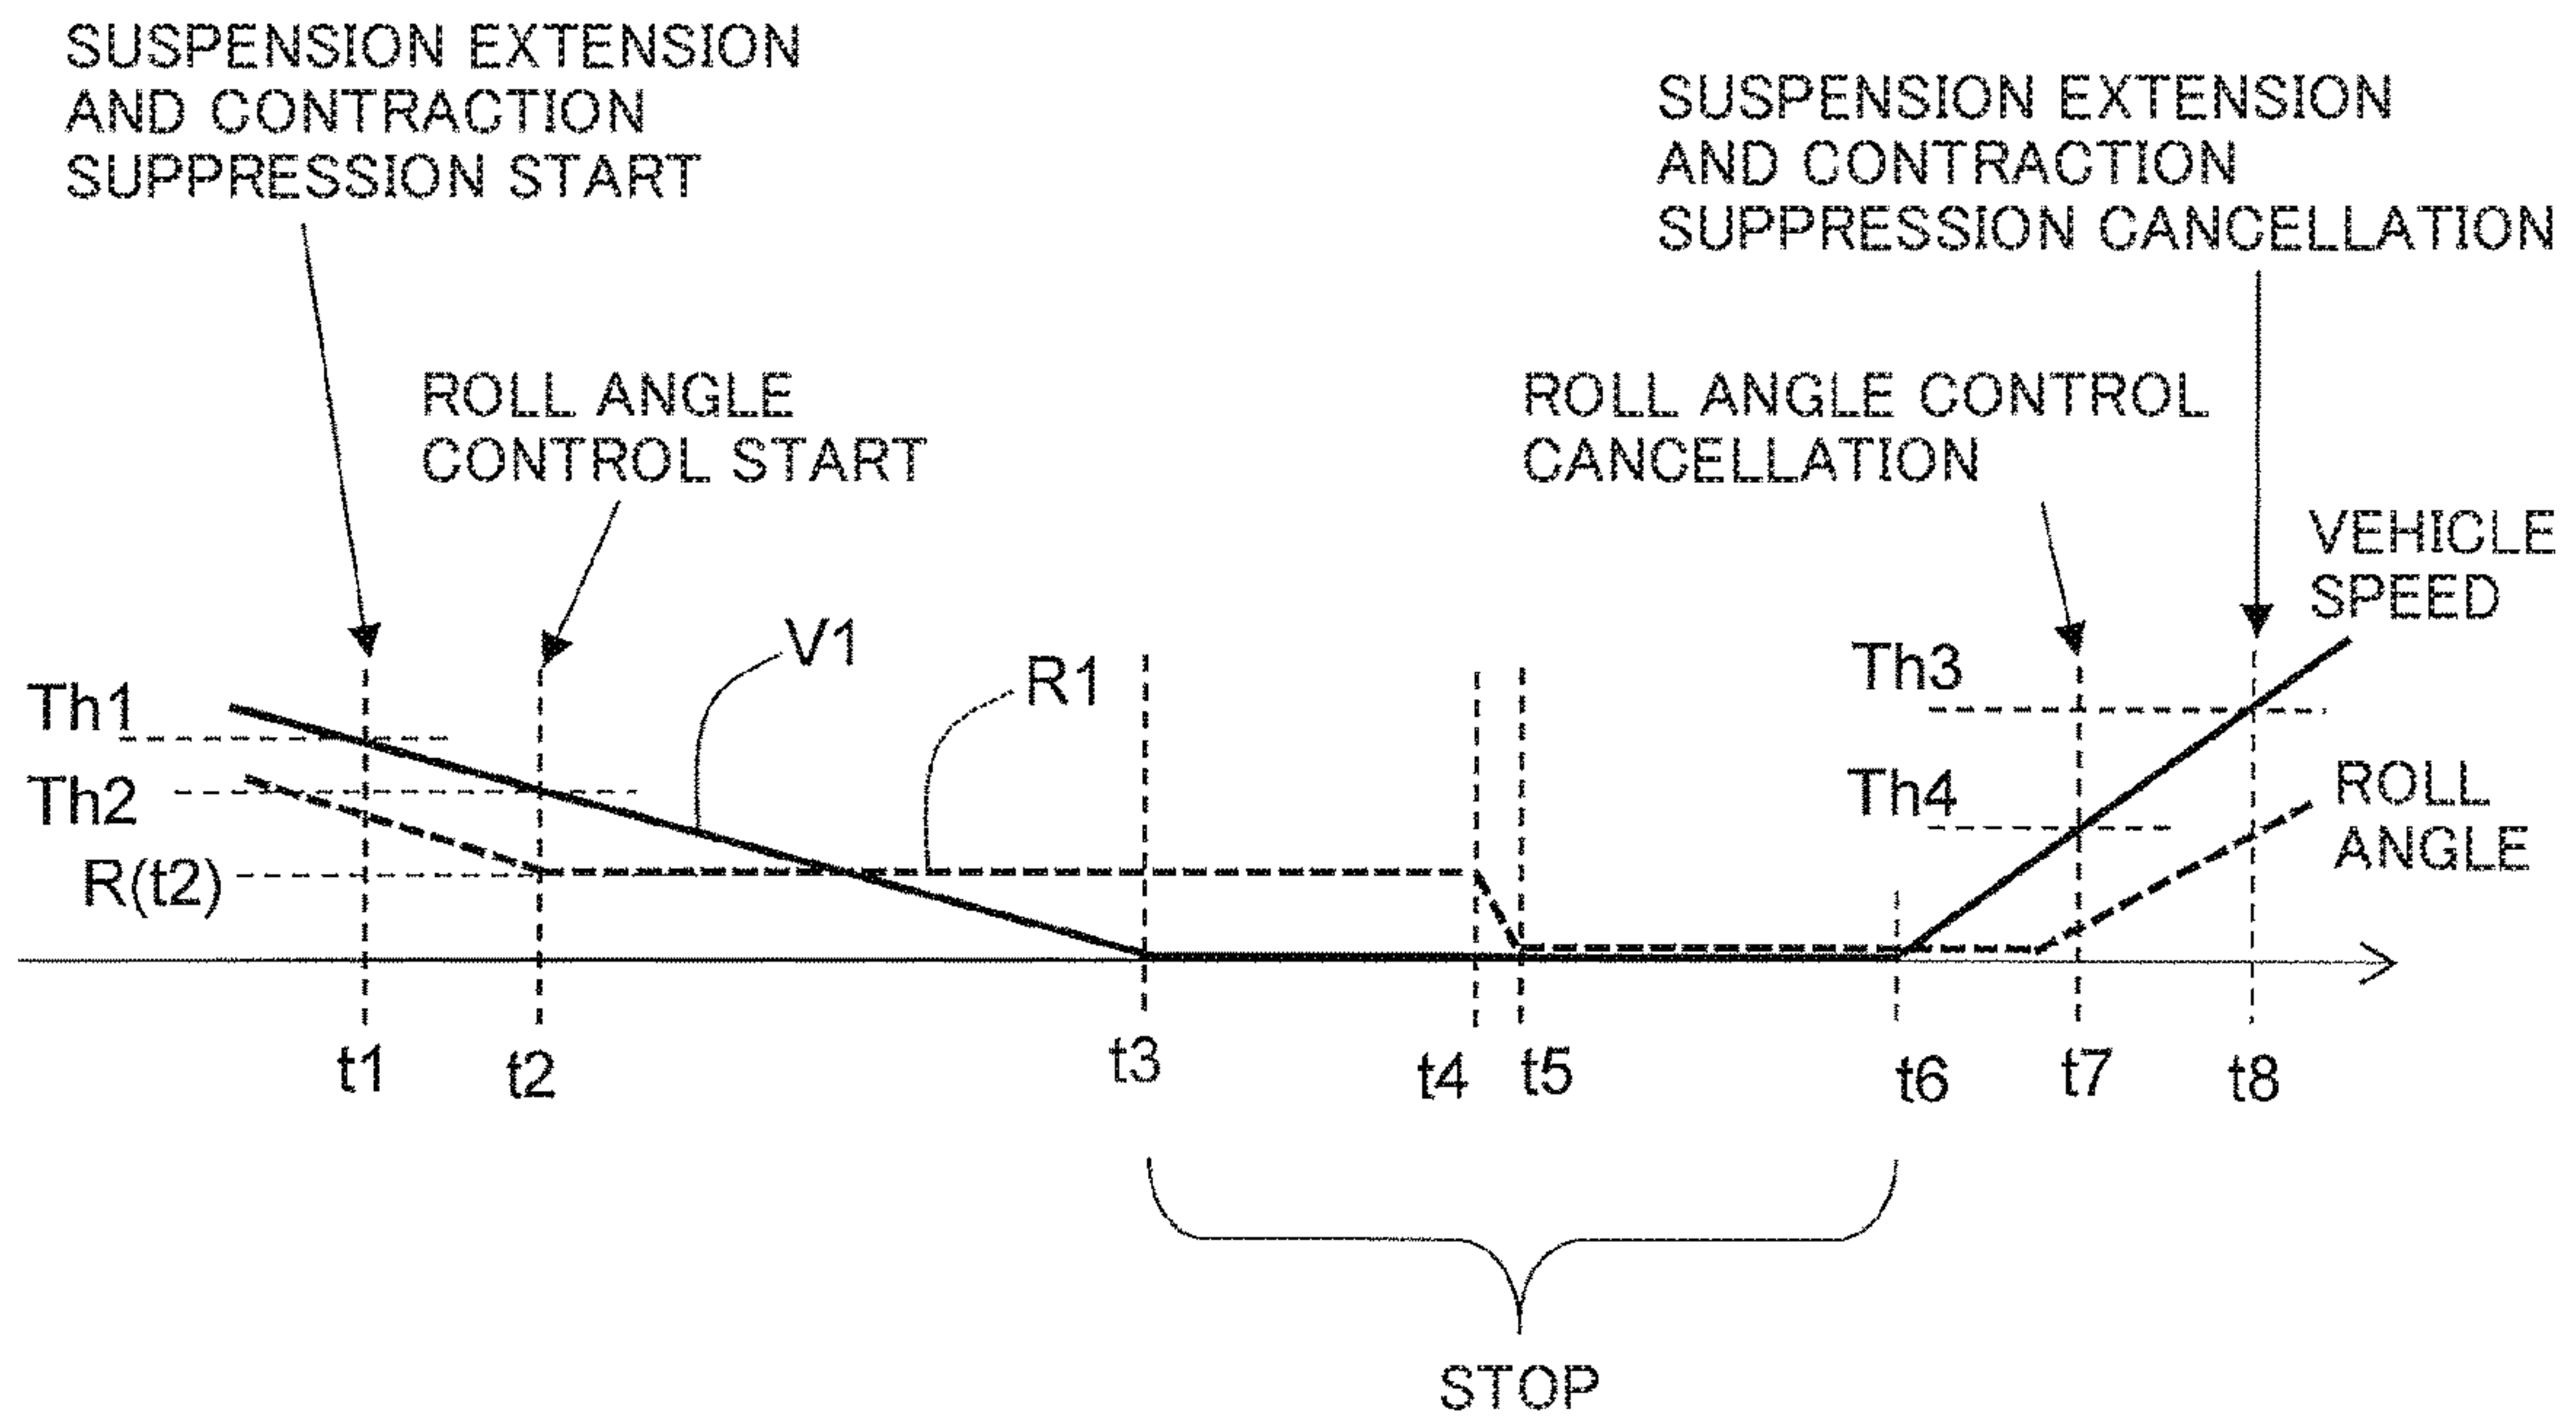 SUSPENSION EXTENSION
AND CONTRACTION
SUPPRESSION START
SUSPENSION EXTENSION
AND CONTRACTION
SUPPRESSION CANCELLATION
ROLL ANGLE
CONTROL START
ROLL ANGLE CONTROL
CANCELLATION
VEHICLE
SPEED
V1
R1
Th1
Th2
R(t2)
Th3
Th4
ROLL
ANGLE
t1
t2
t3
t4
t5
t6
t7
t8
STOP